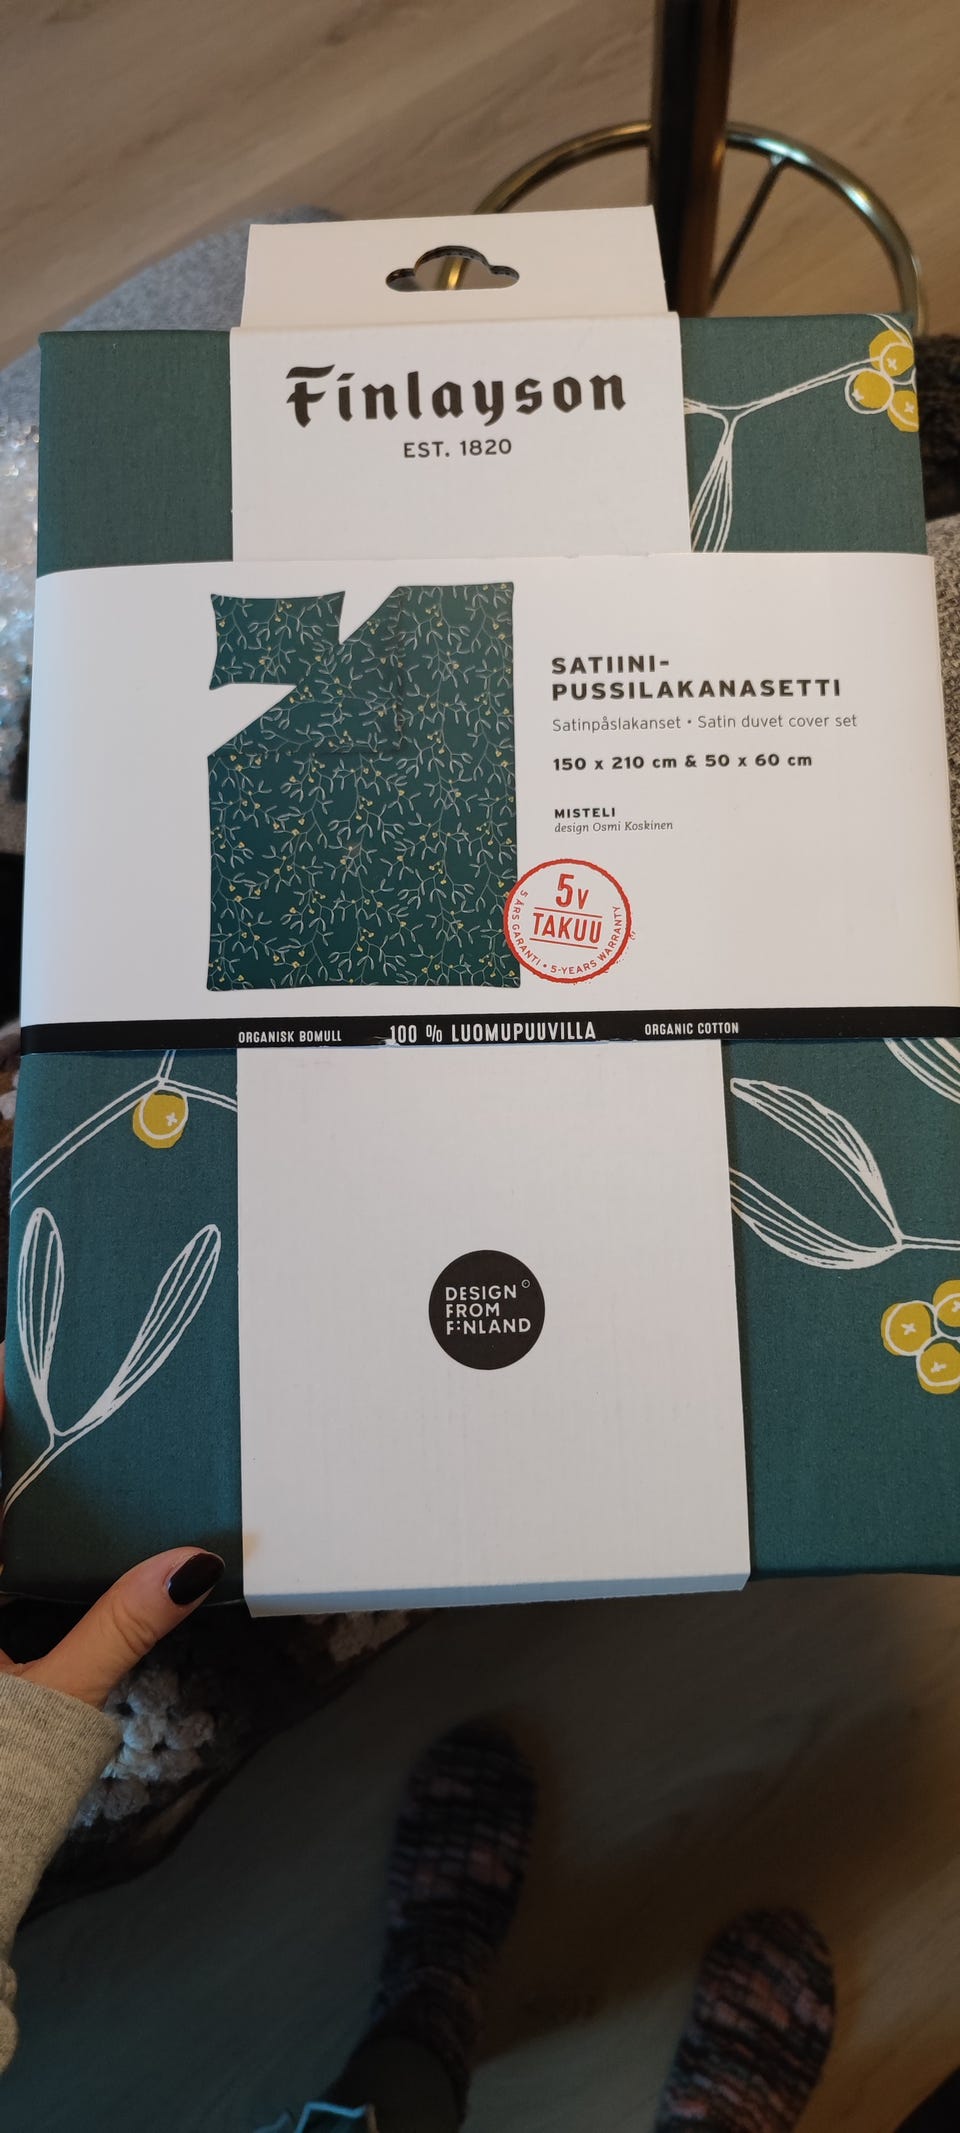 Finlayson
EST. 1820
SATIINI-
PUSSILAKANASETTI
Satinpåslakanset • Satin duvet cover set
150 x 210 cm & 50 x 60 cm
MISTELI
design Osmi Koskinen
5V
TAKUU
5 ÅRS GARANTI • 5-YEARS WARRANTY
ORGANISK BOMULL 100 % LUOMUPUUVILLA ORGANIC COTTON
DESIGN
FROM
FINLAND